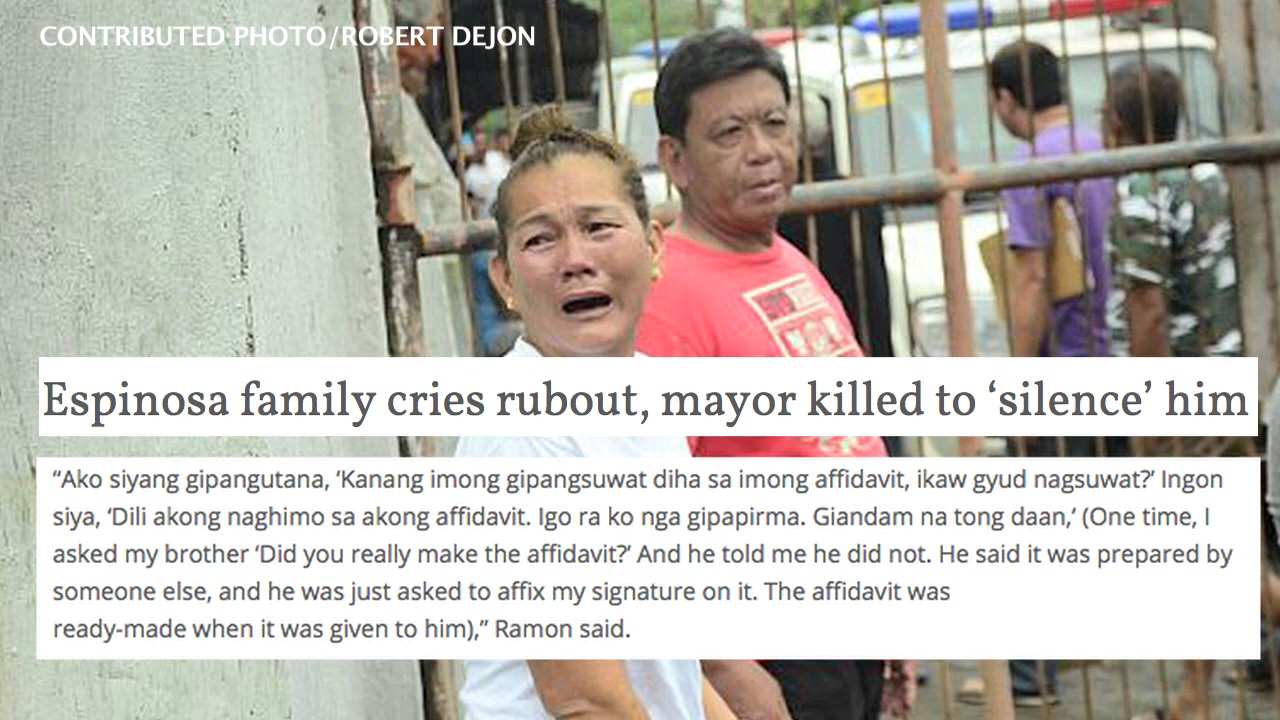 CONTRIBUTED PHOTO/ROBERT DEJON
Espinosa family cries rubout, mayor killed to ‘silence’ him
“Ako siyang gipangutana, ‘Kanang imong gipangsuwat diha sa imong affidavit, ikaw gyud nagsuwat?’ Ingon
siya, ‘Dili akong naghimo sa akong affidavit. Igo ra ko nga gipapirma. Giandam na tong daan,’ (One time, I
asked my brother ‘Did you really make the affidavit?’ And he told me he did not. He said it was prepared by
someone else, and he was just asked to affix my signature on it. The affidavit was
ready-made when it was given to him),” Ramon said.